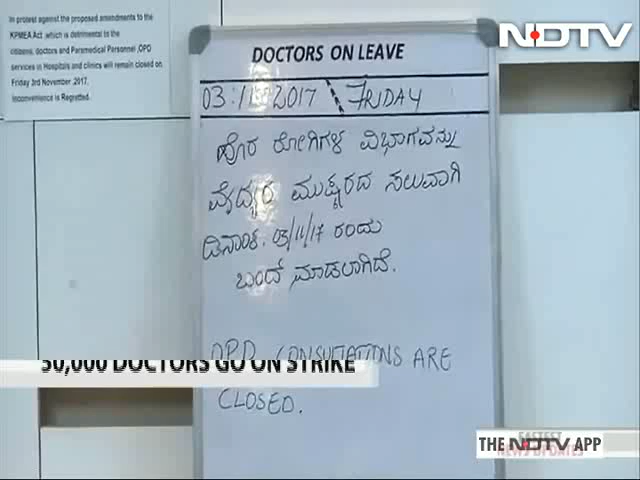 In protest against the proposed amendments to the
KPMEA Act which is detrimental to the
citizens, doctors and Paramedical Personnel ,OPD
services in Hospitals and clinics will remain closed on
Friday 3rd November ,2017.
Inconvenience is Regretted.
NDTV
DOCTORS ON LEAVE
03/11/2017 FRIDAY
ಹೊರ ರೋಗಿಗಳ ವಿಭಾಗವನ್ನು
ವೈದ್ಯರ ಮುಷ್ಕರದ ಸಲುವಾಗಿ
ದಿನಾಂಕ. 03/11/17 ರಂದು
ಬಂದ್ ಮಾಡಲಾಗಿದೆ.
OPD CONSULTATIONS ARE
CLOSED.
50,000 DOCTORS GO ON STRIKE
THE NDTV APP